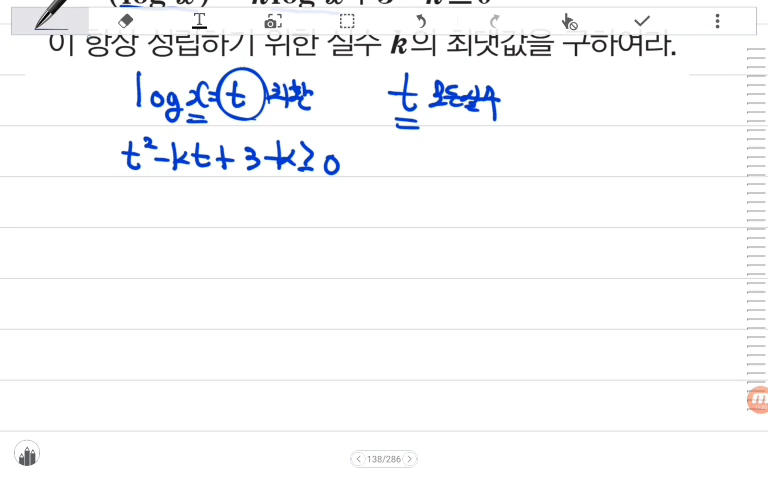 이 항상 성립하기 위한 실수 k의 최댓값을 구하여라.
log x = t 치환 t 모든실수
t² - kt + 3 - k ≥ 0
138/286